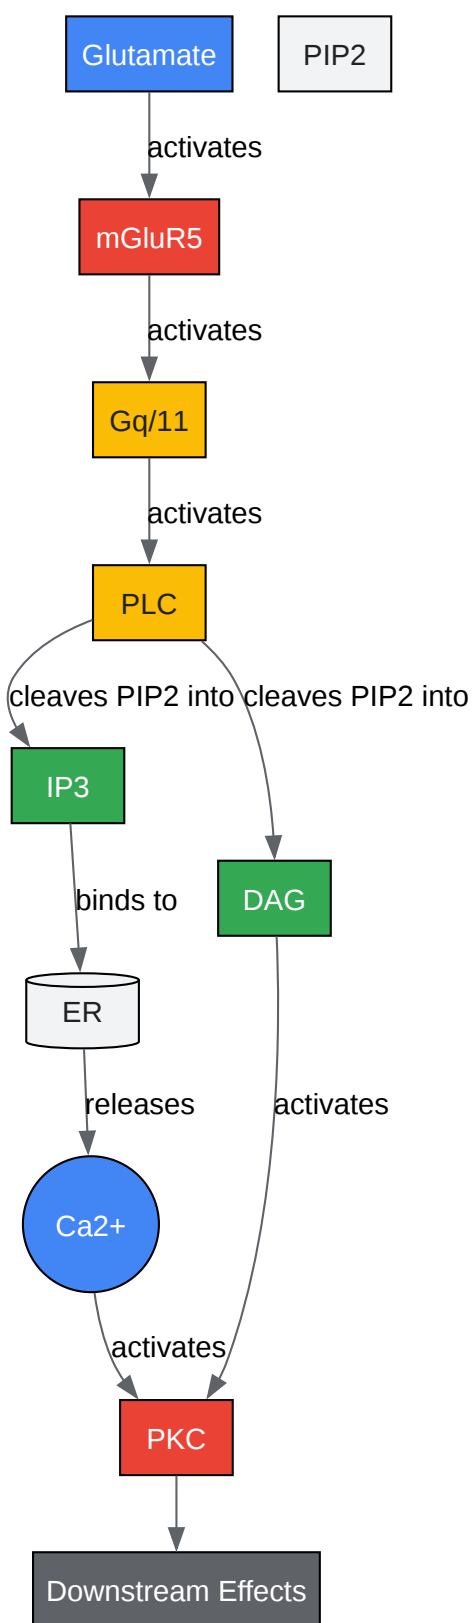 Glutamate
PIP2
activates
mGluR5
activates
Gq/11
activates
PLC
cleaves PIP2 into
cleaves PIP2 into
IP3
DAG
binds to
ER
releases
activates
Ca2+
activates
PKC
Downstream Effects